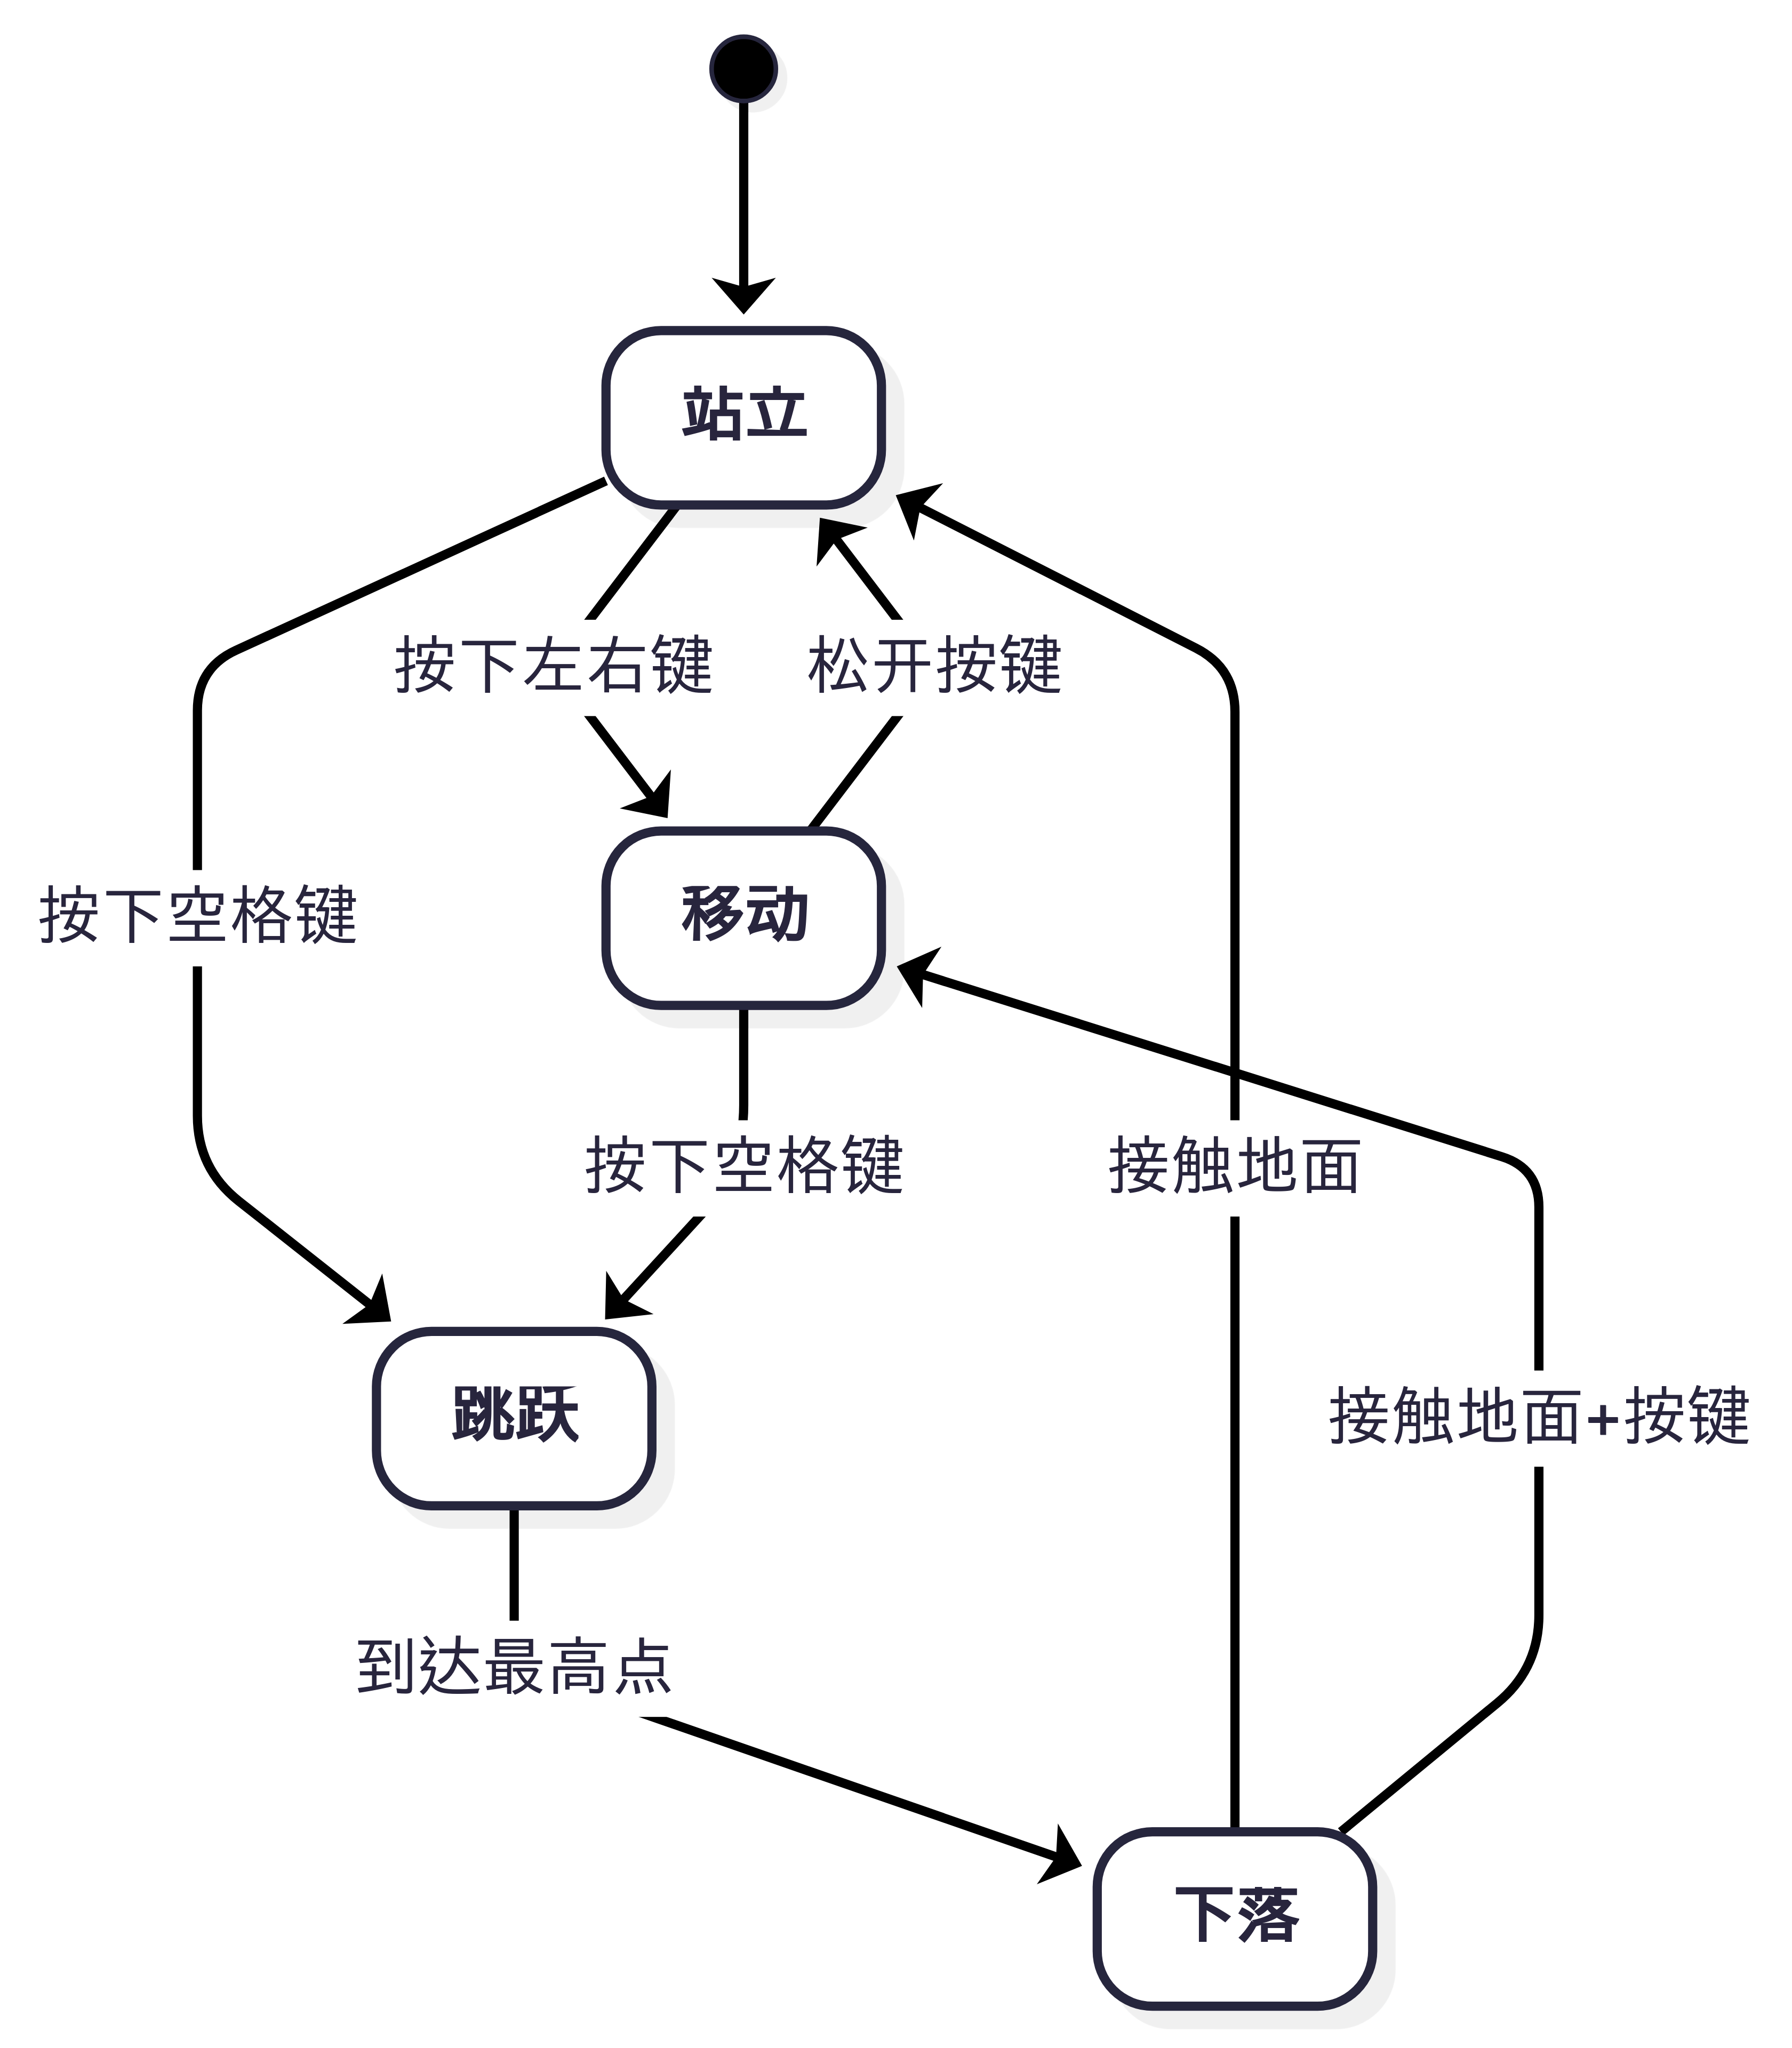 站立
按下左右键
松开按键
按下空格键
移动
按下空格键
接触地面
跳跃
接触地面+按键
到达最高点
下落